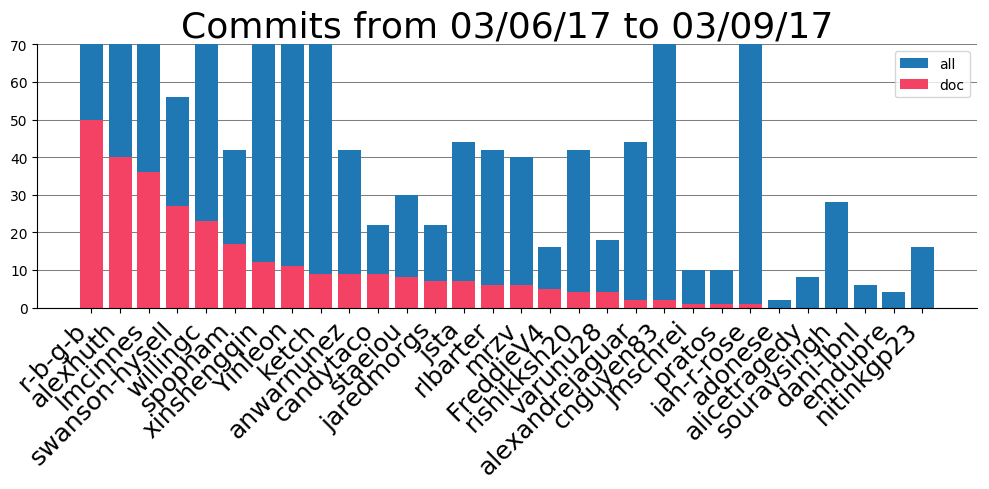 Commits from 03/06/17 to 03/09/17
70
60
50
40
30
20
10
0
all
doc
r-b-g-b
alexhuth
lmcinnes
swanson-hysell
willingc
spopham
xinshengqin
Yinleon
ketch
anwarnunez
candytaco
staeiou
jaredmorgs
jsta
rlbarter
mrzv
FreddieV4
rishikksh20
varunu28
alexandrejaguar
cnguyen83
jmschrei
pratos
ian-r-rose
adonese
alicetragedy
souravsingh
dani-lbnl
emdupre
nitinkgp23